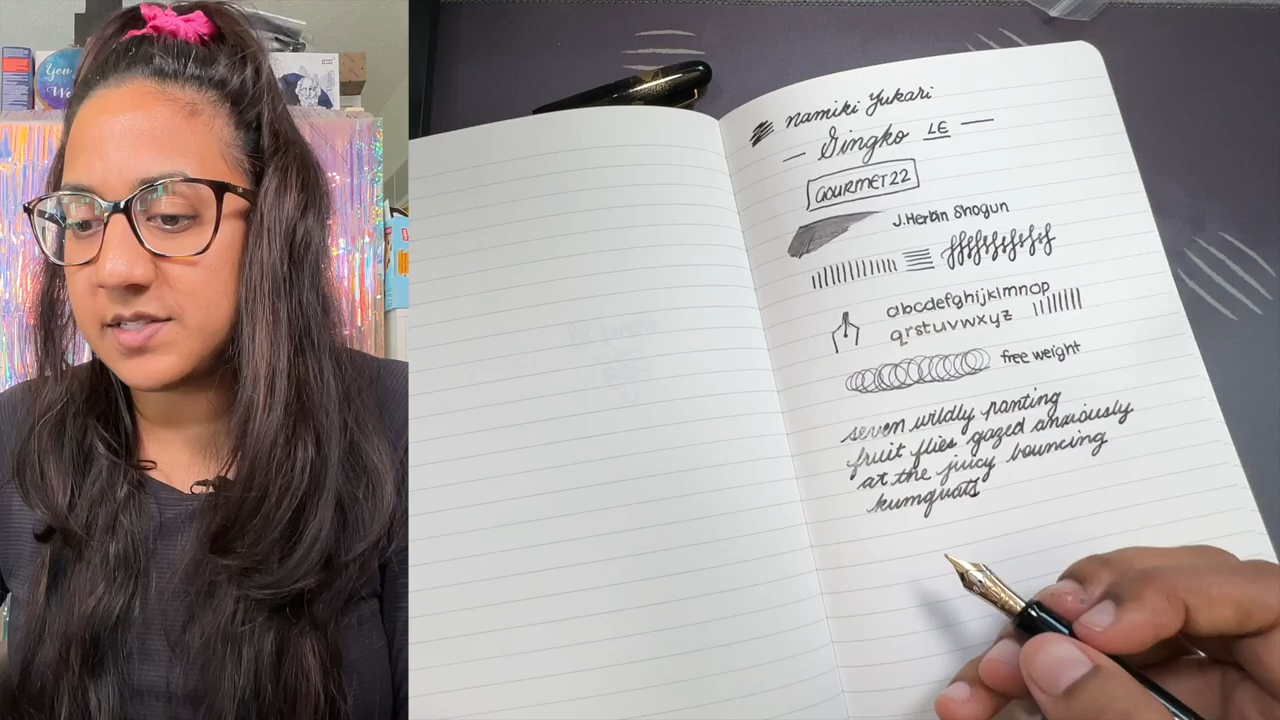 You
namiki Yukari
Gingko LE
GOURMET22
J.Herbin Shogun
abcdefghijklmnop
qrstuvwxyz
free weight
seven wildly panting
fruit flies gazed anxiously
at the juicy bouncing
kumquats